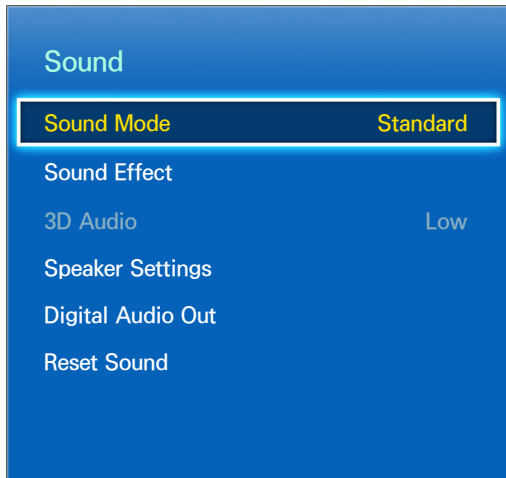 Sound
Sound Mode Standard
Sound Effect
3D Audio Low
Speaker Settings
Digital Audio Out
Reset Sound